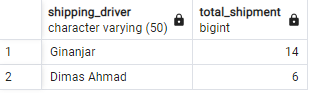 shipping_driver total_shipment
character varying (50) bigint
1 Ginanjar 14
2 Dimas Ahmad 6